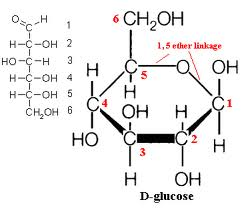 O H 1
H OH 2
HO H 3
H OH 4
H OH 5
CH₂OH 6
6 CH₂OH
1, 5 ether linkage
H 5 O OH
H
4 C OH H C 1
HO C C 2 H
3
H OH
D-glucose